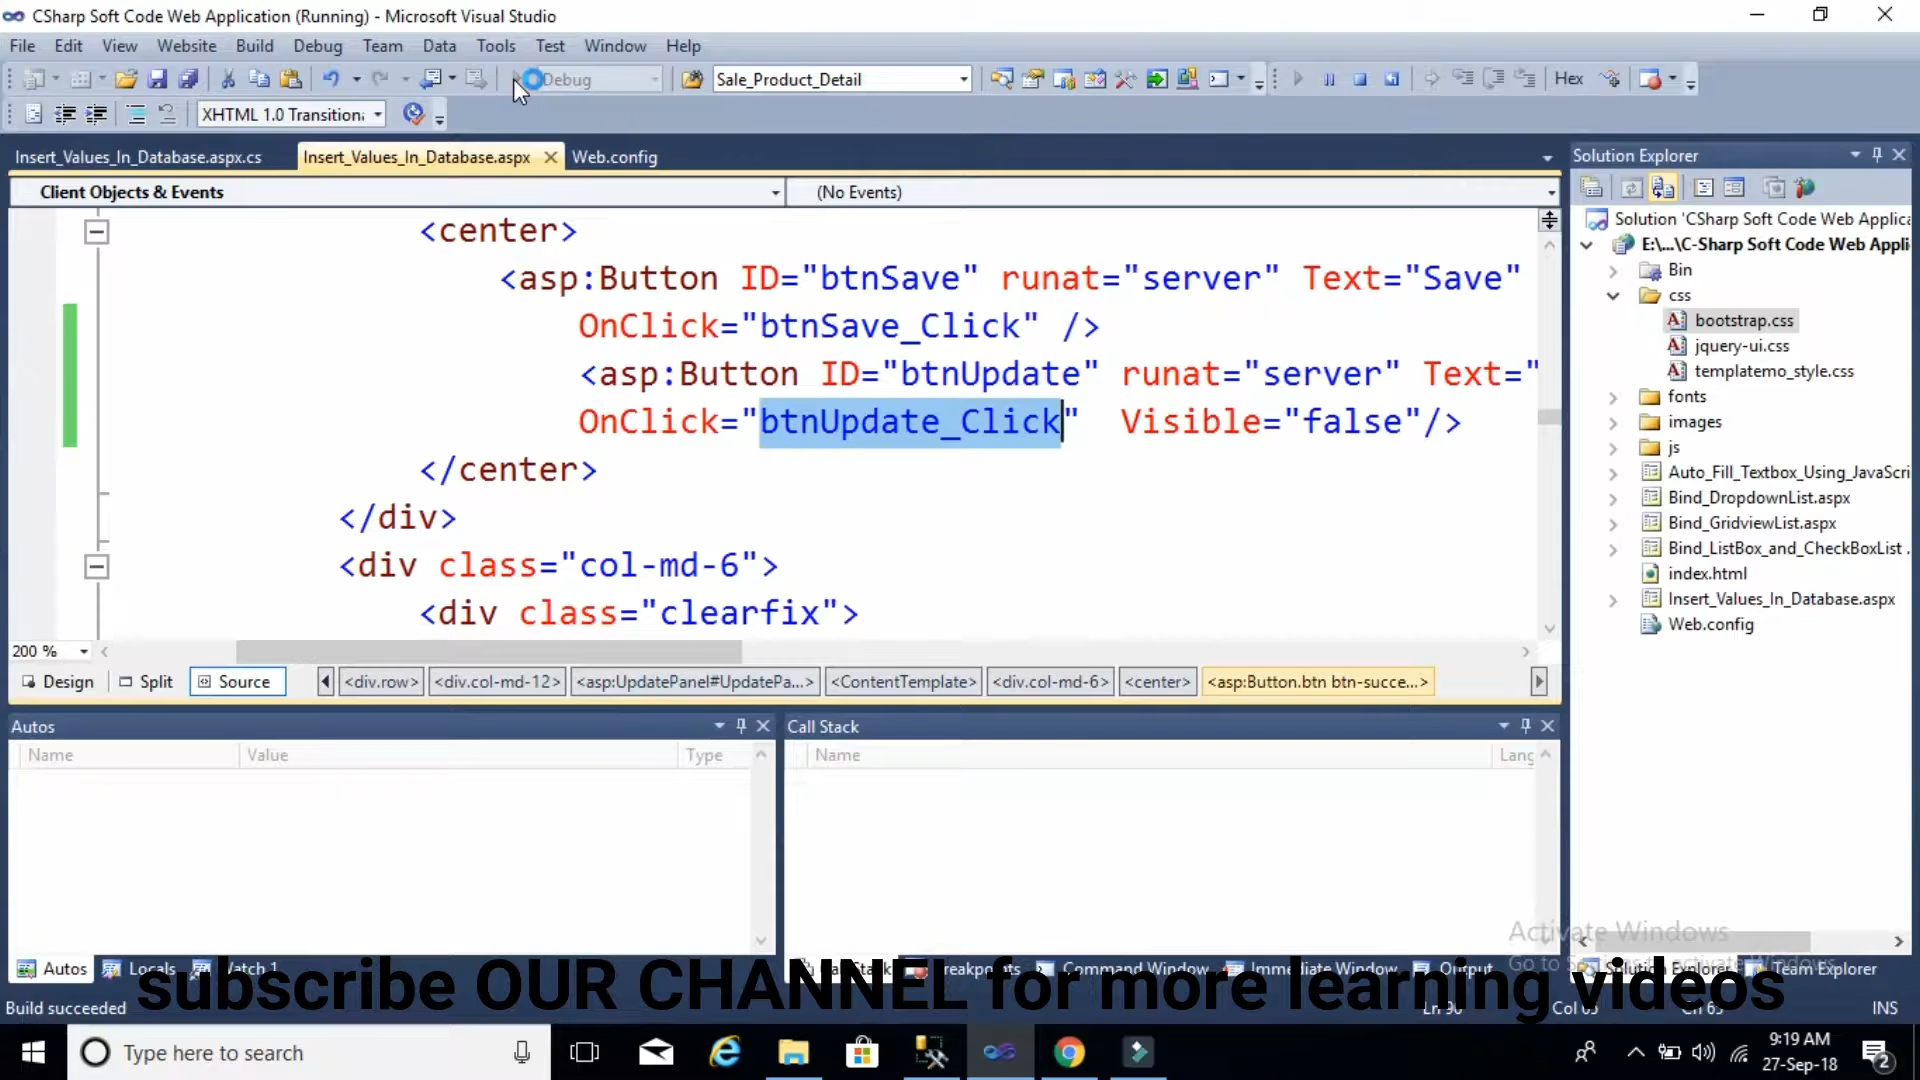 CSharp Soft Code Web Application (Running) - Microsoft Visual Studio
File Edit View Website Build Debug Team Data Tools Test Window Help
Debug Sale_Product_Detail Hex
XHTML 1.0 Transition
Insert_Values_In_Database.aspx.cs Insert_Values_In_Database.aspx Web.config
Client Objects & Events (No Events)
<center>
<asp:Button ID="btnSave" runat="server" Text="Save"
OnClick="btnSave_Click" />
<asp:Button ID="btnUpdate" runat="server" Text="
OnClick="btnUpdate_Click" Visible="false"/>
</center>
</div>
<div class="col-md-6">
<div class="clearfix">
200 %
Design Split Source <div.row> <div.col-md-12> <asp:UpdatePanel#UpdatePa...> <ContentTemplate> <div.col-md-6> <center> <asp:Button.btn btn-succe...>
Solution Explorer
Solution 'CSharp Soft Code Web Applica
E:\...\C-Sharp Soft Code Web Appli
Bin
css
bootstrap.css
jquery-ui.css
templatemo_style.css
fonts
images
js
Auto_Fill_Textbox_Using_JavaScri
Bind_DropdownList.aspx
Bind_GridviewList.aspx
Bind_ListBox_and_CheckBoxList.
index.html
Insert_Values_In_Database.aspx
Web.config
Autos
Name Value Type
Call Stack
Name Lang
Activate Windows
Autos Locals Watch 1
Breakpoints Command Window Immediate Window Output
Solution Explorer Team Explorer
subscribe OUR CHANNEL for more learning videos
Build succeeded
INS
Type here to search
9:19 AM
27-Sep-18
2